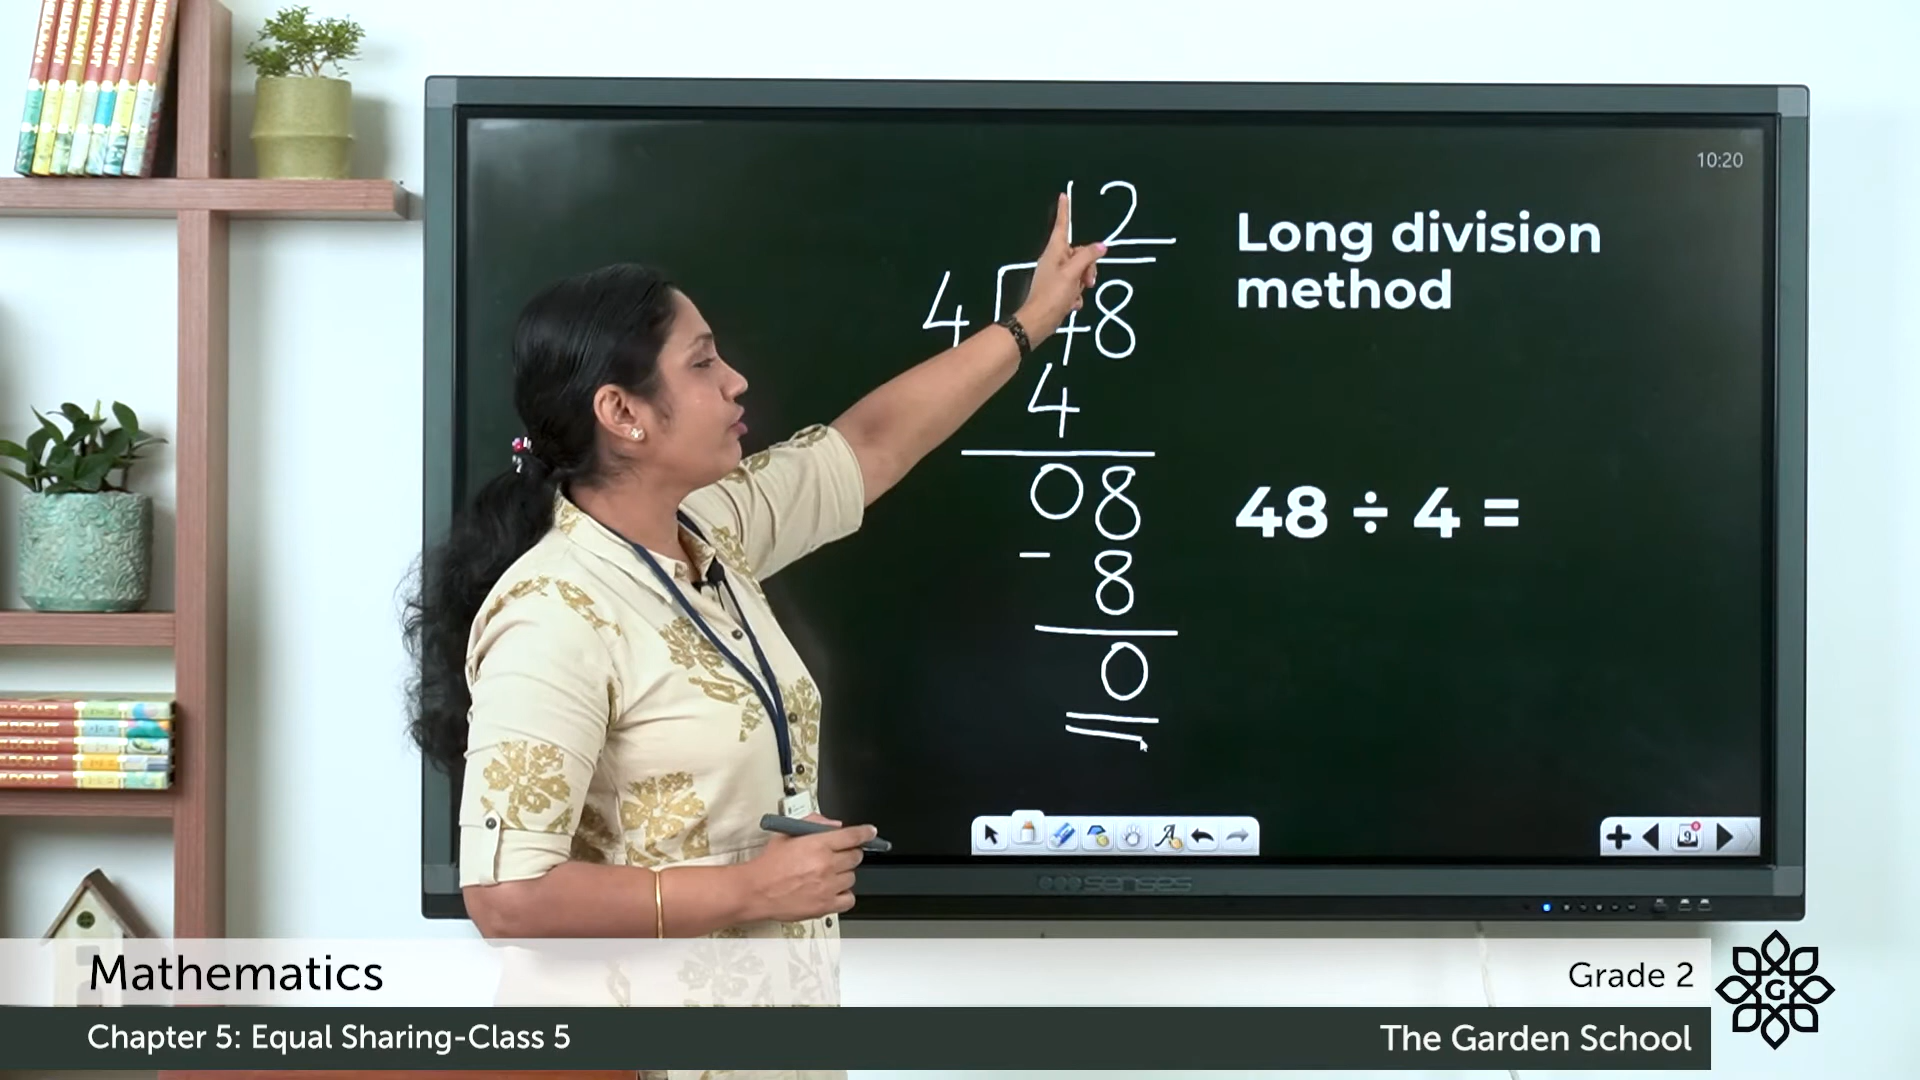 10:20
12
Long division
method
4 48
4
08
48 ÷ 4 =
- 8
0
senses
Mathematics
Grade 2
G
Chapter 5: Equal Sharing-Class 5
The Garden School